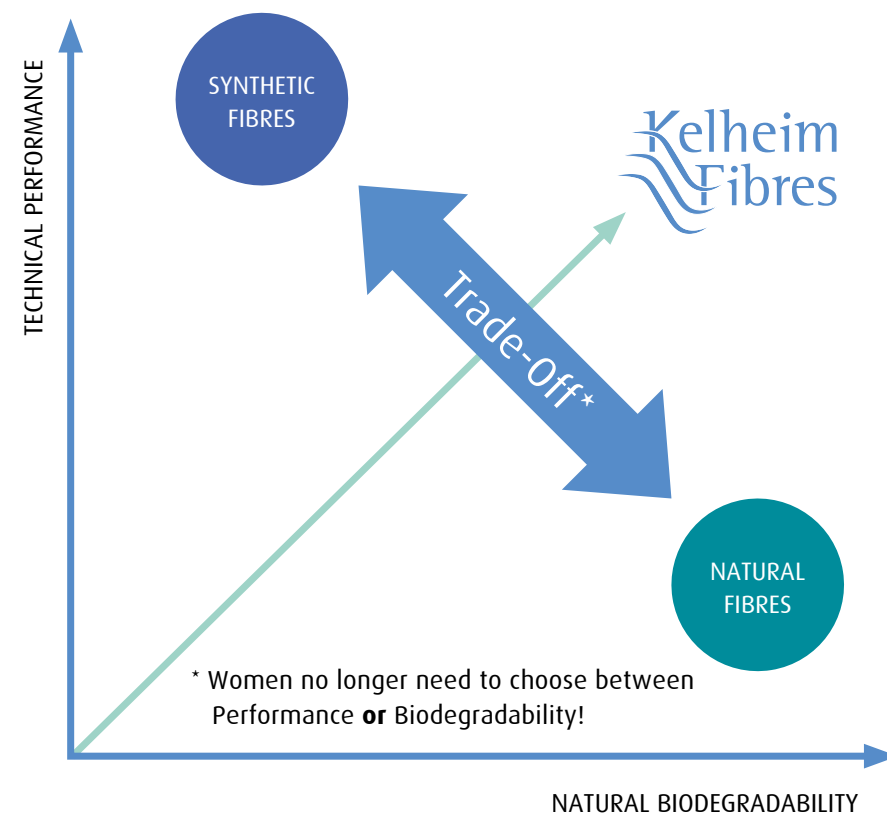 TECHNICAL PERFORMANCE
SYNTHETIC
FIBRES
Kelheim
Fibres
Trade-Off*
NATURAL
FIBRES
* Women no longer need to choose between
Performance or Biodegradability!
NATURAL BIODEGRADABILITY